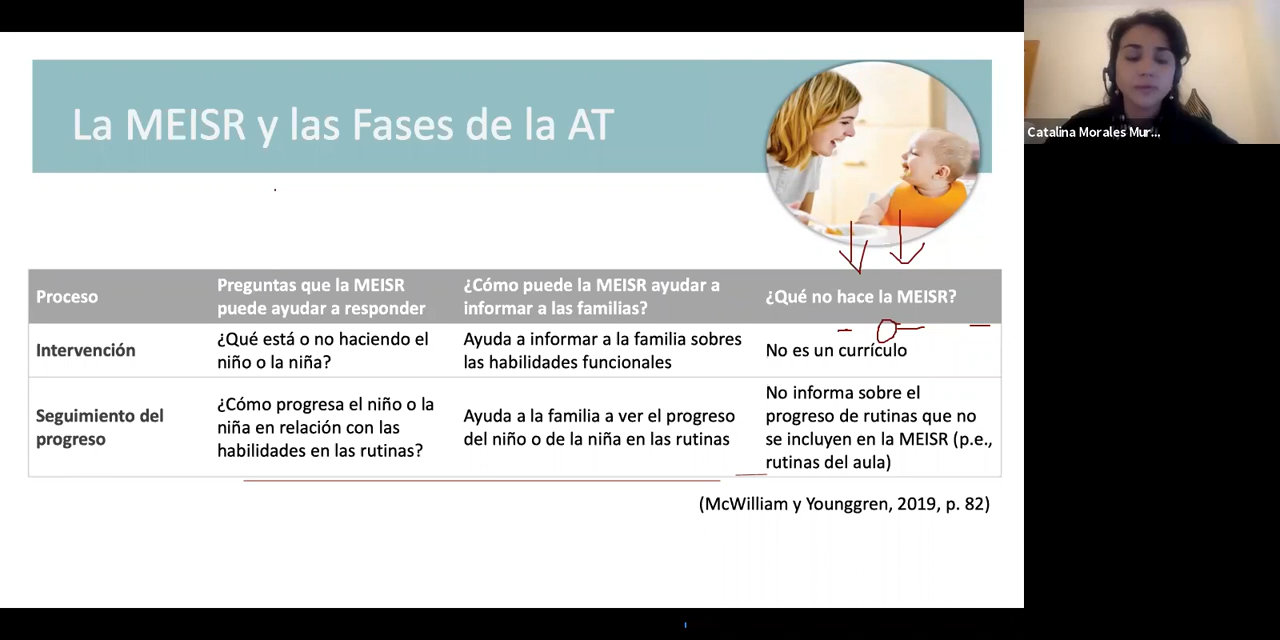 La MEISR y las Fases de la AT
Catalina Morales Mur...
Proceso
Preguntas que la MEISR
puede ayudar a responder
¿Cómo puede la MEISR ayudar a
informar a las familias?
¿Qué no hace la MEISR?
Intervención
¿Qué está o no haciendo el
niño o la niña?
Ayuda a informar a la familia sobres
las habilidades funcionales
No es un currículo
Seguimiento del
progreso
¿Cómo progresa el niño o la
niña en relación con las
habilidades en las rutinas?
Ayuda a la familia a ver el progreso
del niño o de la niña en las rutinas
No informa sobre el
progreso de rutinas que no
se incluyen en la MEISR (p.e.,
rutinas del aula)
(McWilliam y Younggren, 2019, p. 82)